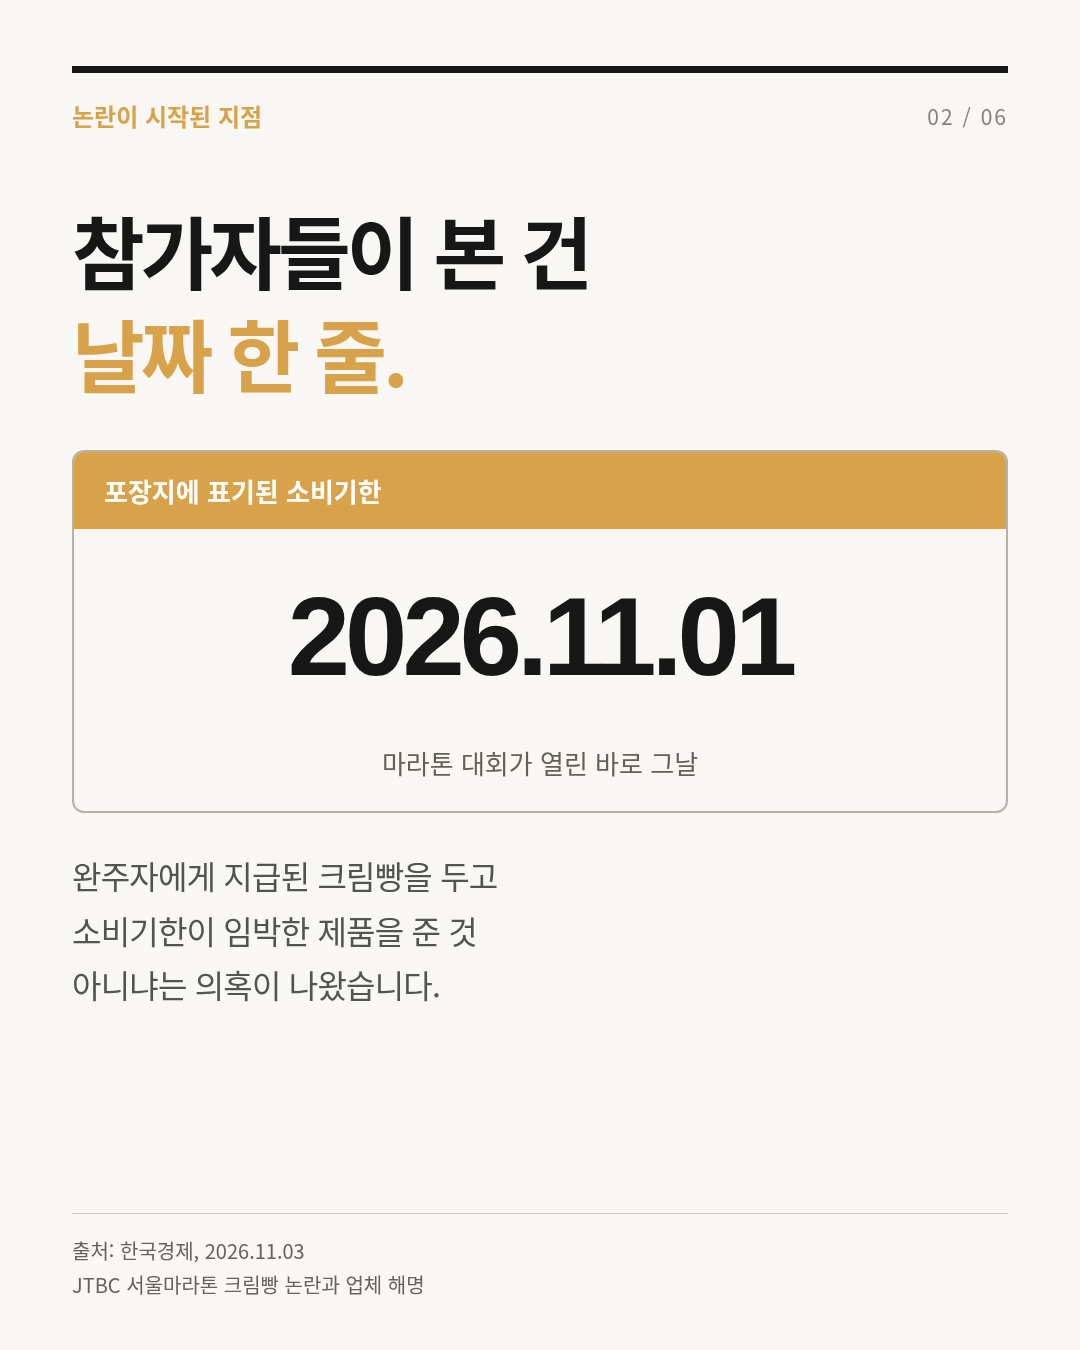 논란이 시작된 지점
02 / 06
참가자들이 본 건
날짜 한 줄.
포장지에 표기된 소비기한
2026.11.01
마라톤 대회가 열린 바로 그날
완주자에게 지급된 크림빵을 두고
소비기한이 임박한 제품을 준 것
아니냐는 의혹이 나왔습니다.
출처: 한국경제, 2026.11.03
JTBC 서울마라톤 크림빵 논란과 업체 해명